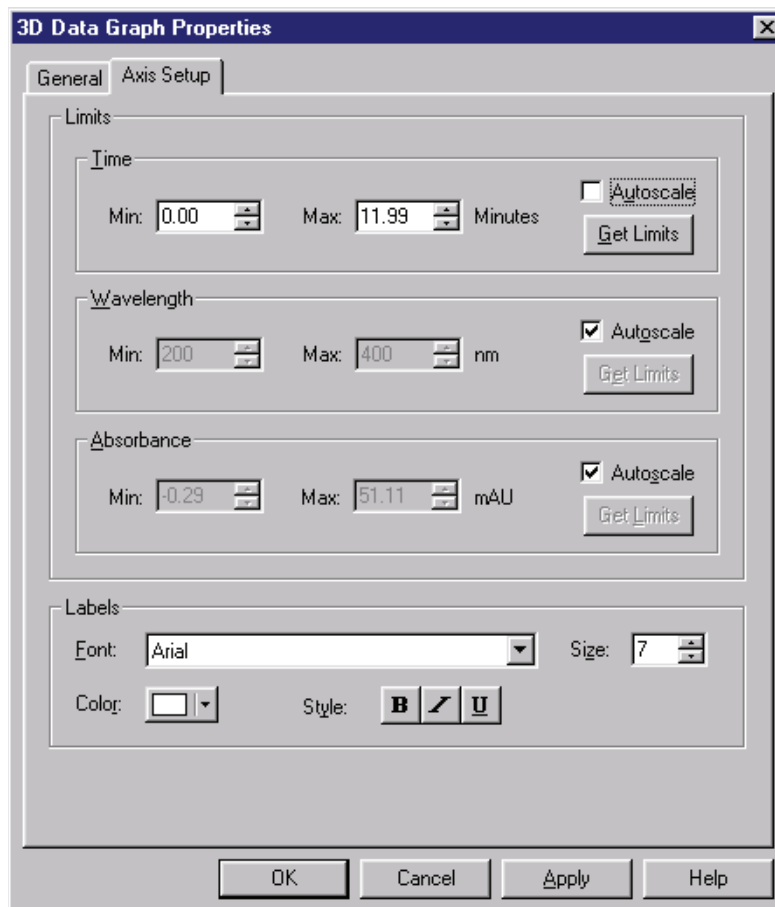 3D Data Graph Properties
General Axis Setup
Limits
Time
Min: 0.00 Max: 11.99 Minutes Autoscale
Get Limits
Wavelength
Min: 200 Max: 400 nm Autoscale
Get Limits
Absorbance
Min: -0.29 Max: 51.11 mAU Autoscale
Get Limits
Labels
Font: Arial Size: 7
Color: Style: B I U
OK Cancel Apply Help